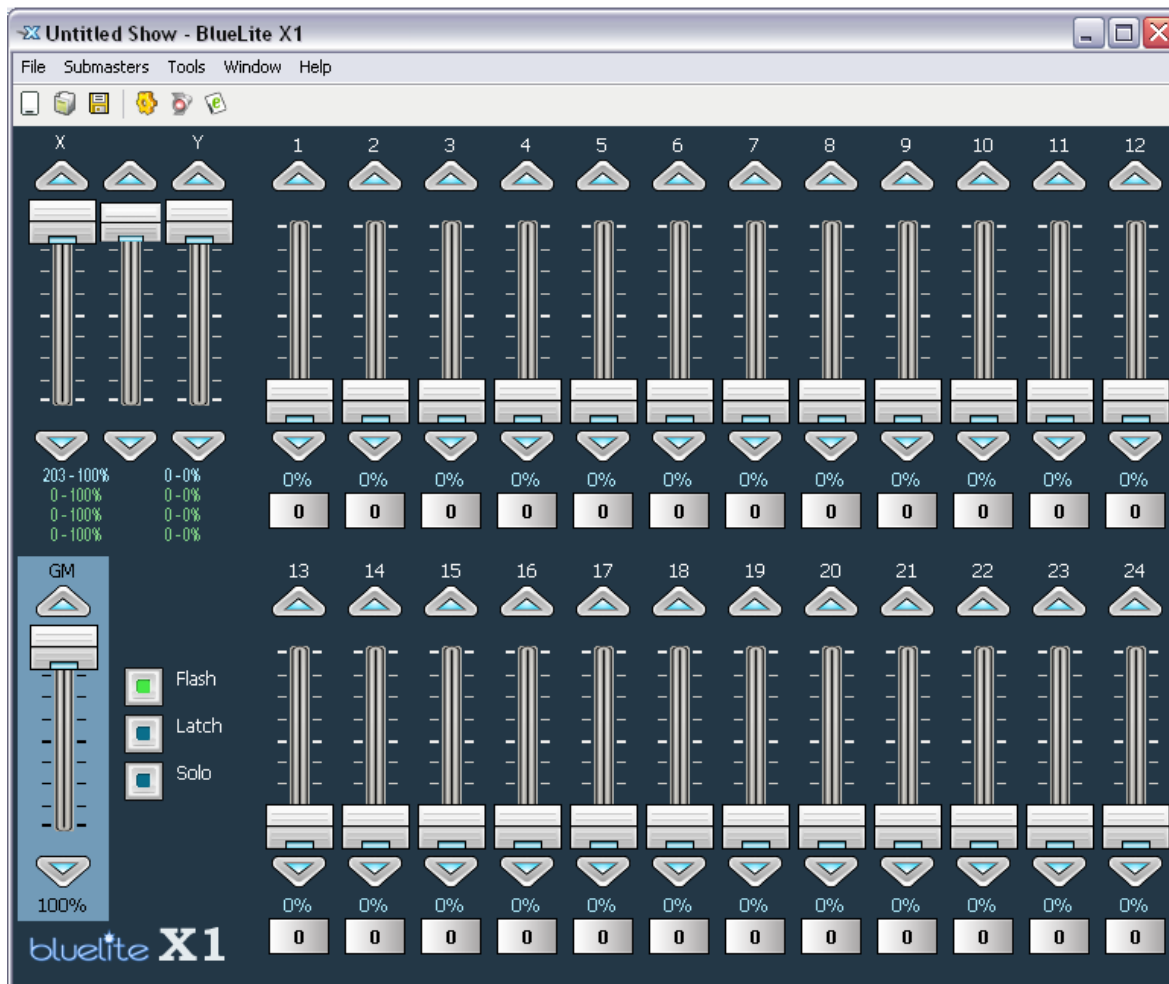 Untitled Show - BlueLite X1
File Submasters Tools Window Help
X Y 1 2 3 4 5 6 7 8 9 10 11 12
203 - 100% 0 - 0%
0 - 100% 0 - 0%
0 - 100% 0 - 0%
0 - 100% 0 - 0%
0% 0% 0% 0% 0% 0% 0% 0% 0% 0% 0% 0%
0 0 0 0 0 0 0 0 0 0 0 0
GM 13 14 15 16 17 18 19 20 21 22 23 24
Flash
Latch
Solo
100% 0% 0% 0% 0% 0% 0% 0% 0% 0% 0% 0% 0%
0 0 0 0 0 0 0 0 0 0 0 0
bluelite X1